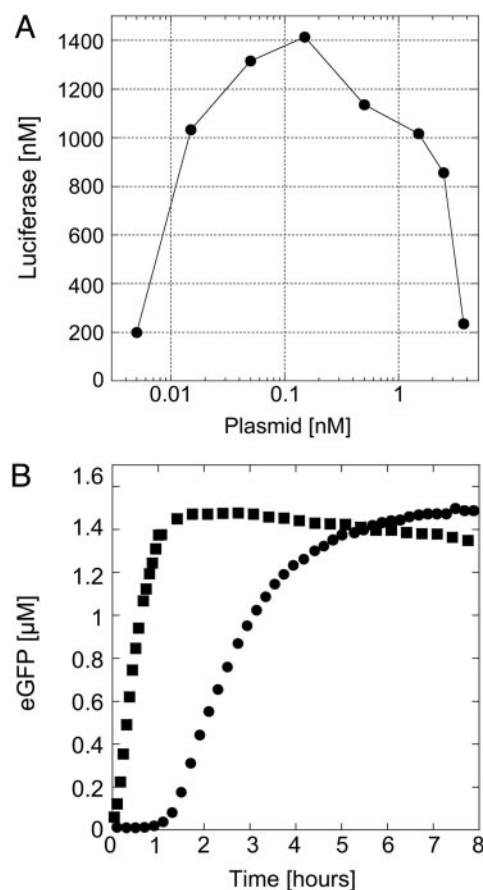 A
1400
1200
1000
800
600
400
200
0
Luciferase [nM]
0.01 0.1 1
Plasmid [nM]
B
1.6
1.4
1.2
1
0.8
0.6
0.4
0.2
0
eGFP [µM]
0 1 2 3 4 5 6 7 8
Time [hours]